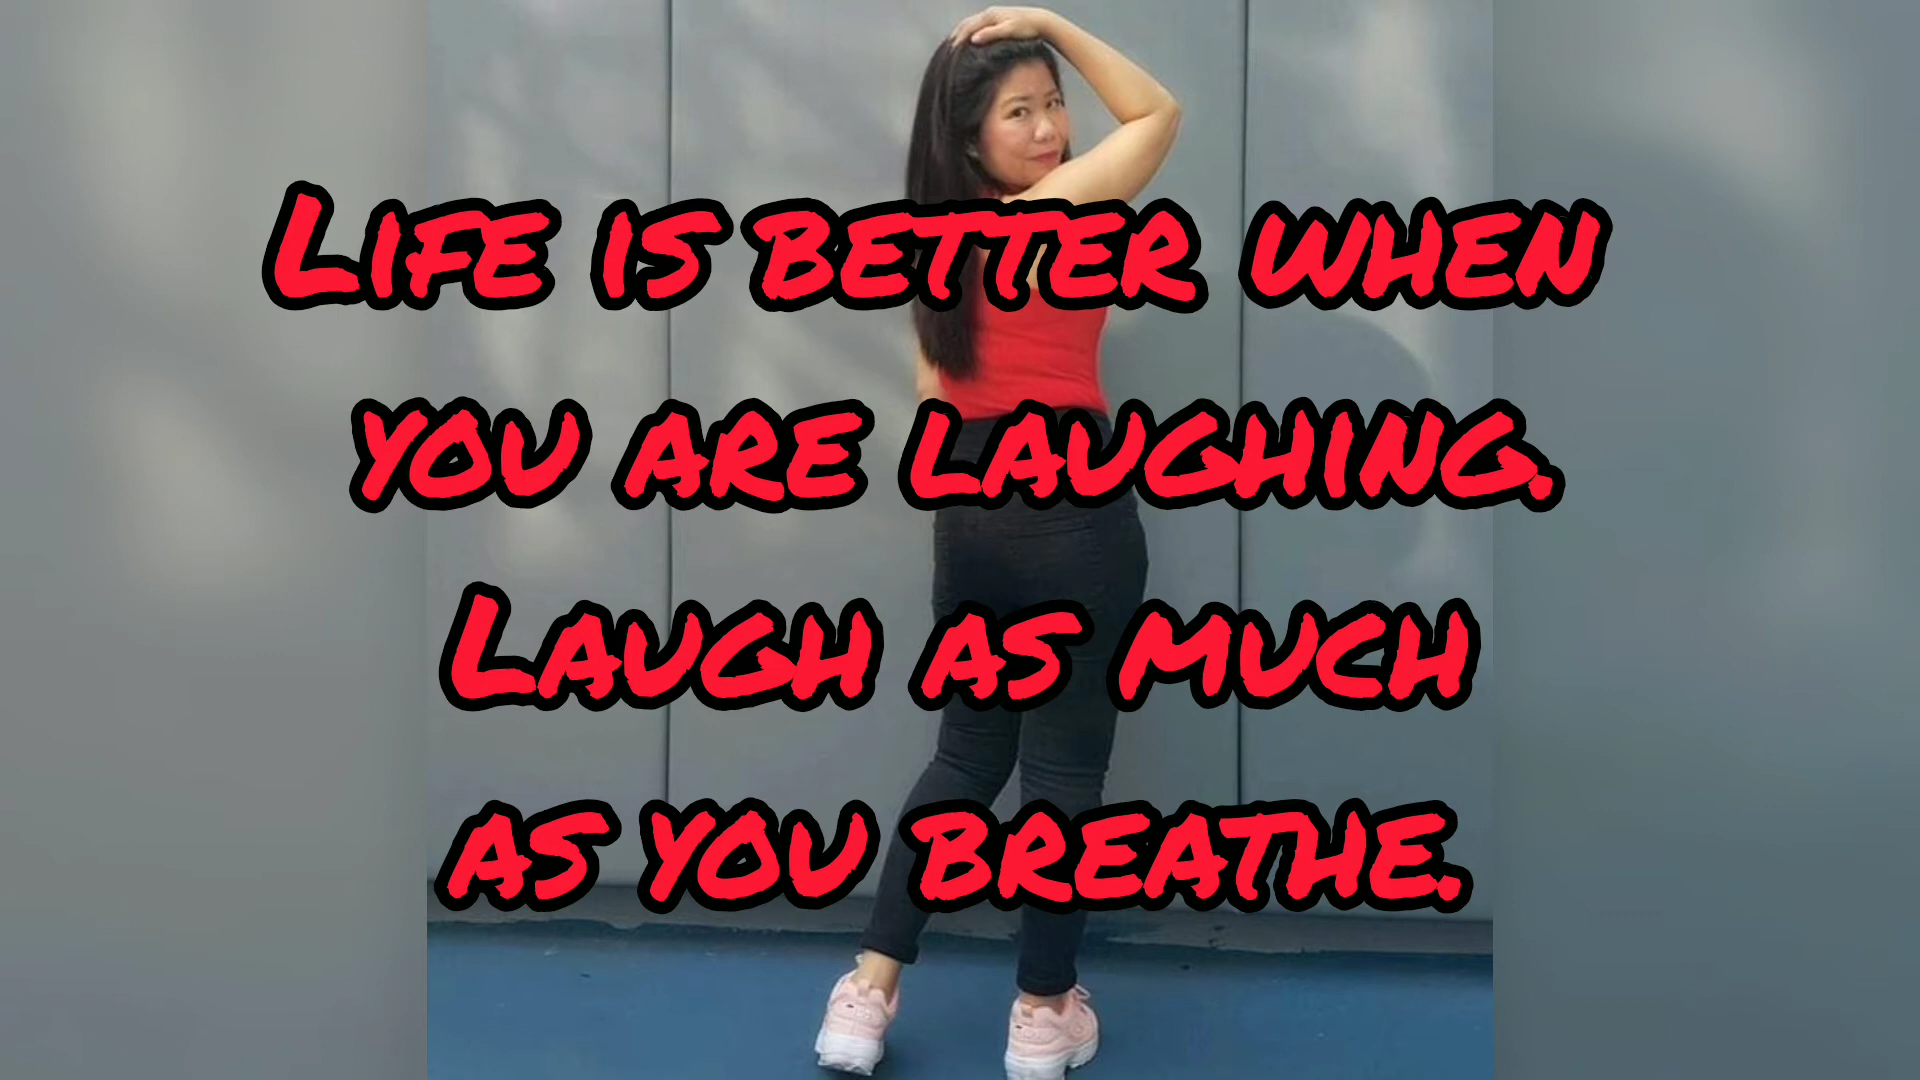 Life is better when
you are laughing.
Laugh as much
as you breathe.